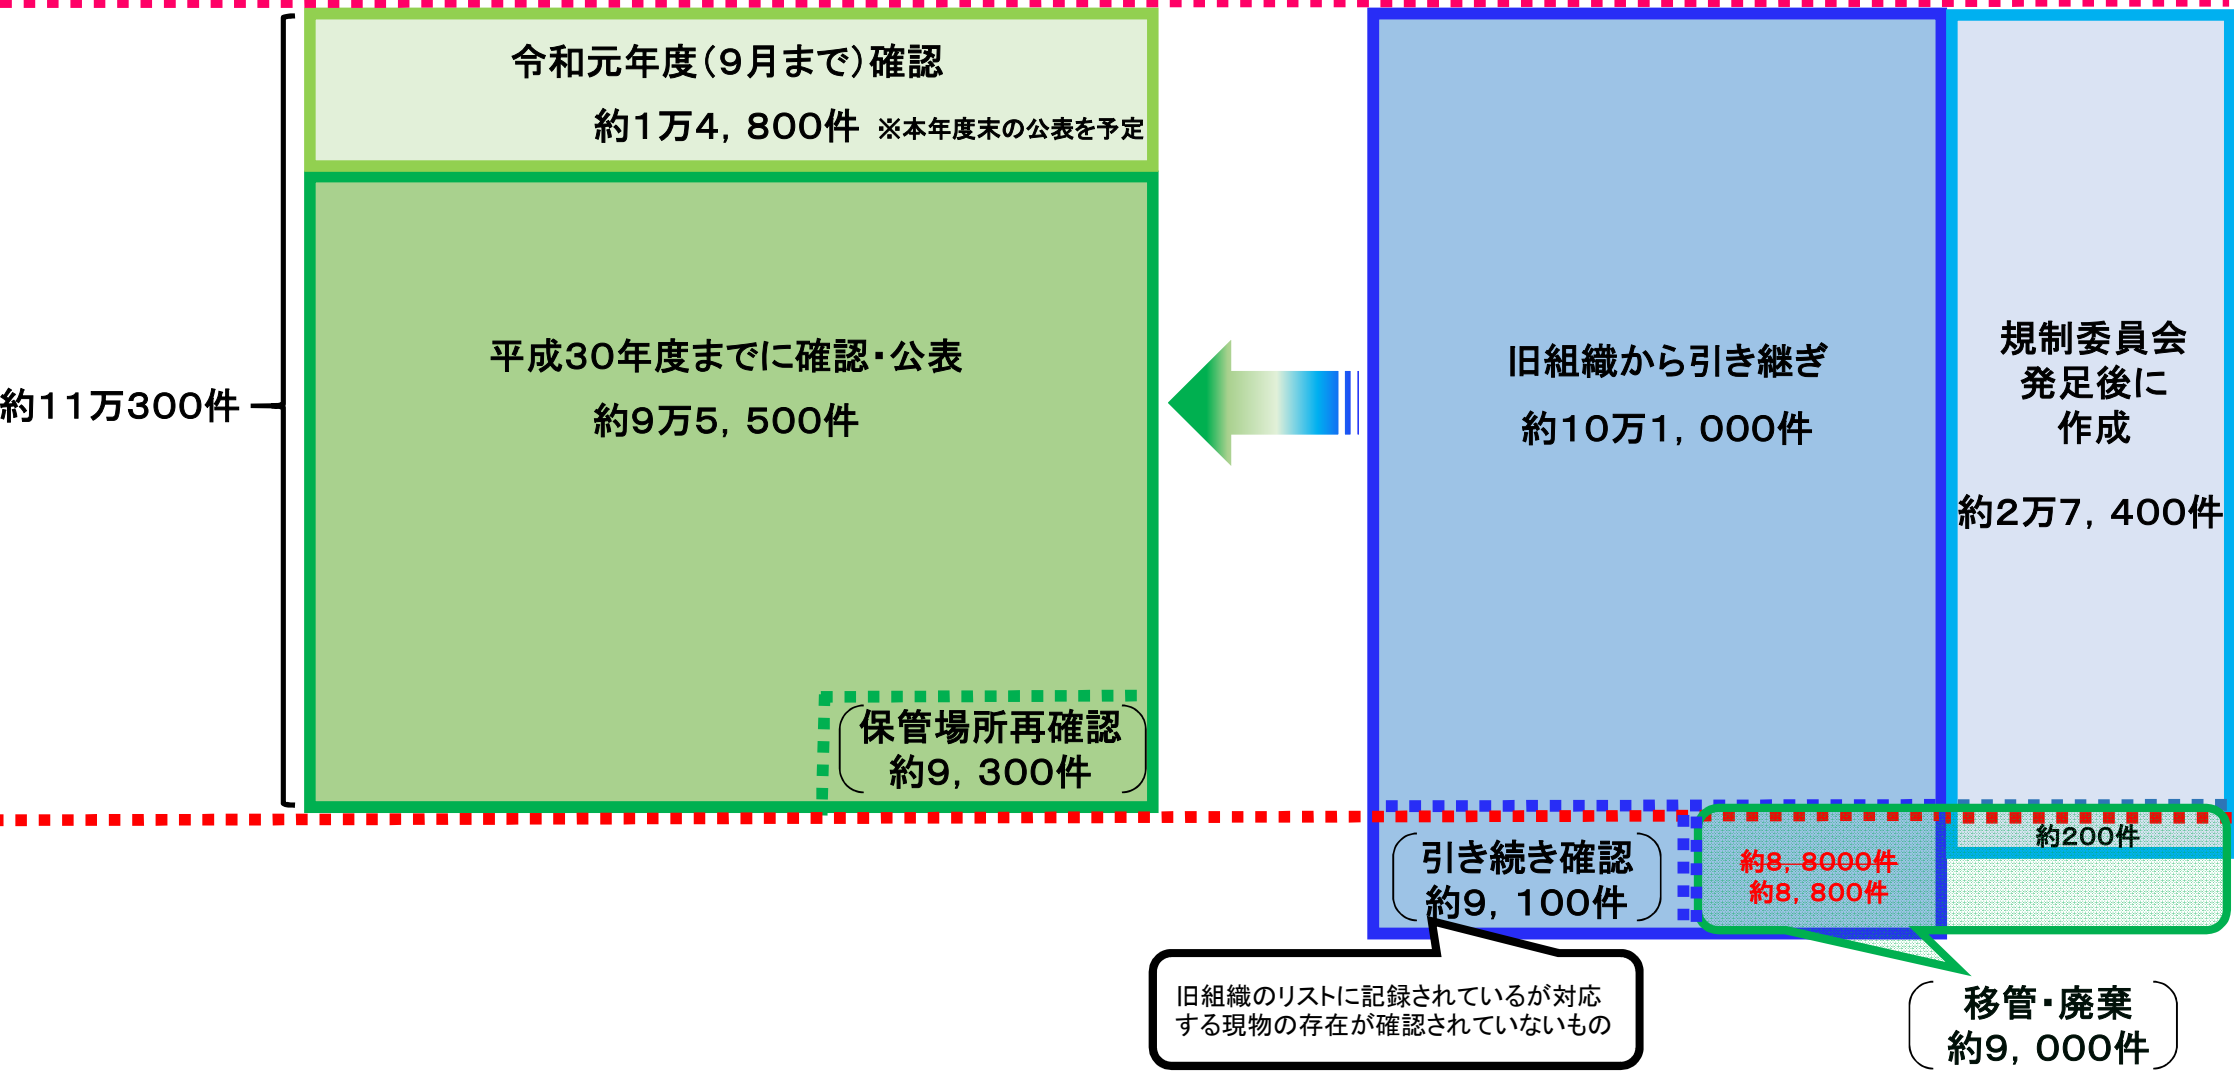 令和元年度（９月まで）確認
約１万４，８００件 ※本年度末の公表を予定
約１１万３００件
平成３０年度までに確認・公表
約９万５，５００件
保管場所再確認
約９，３００件
旧組織から引き継ぎ
約１０万１，０００件
規制委員会
発足後に
作成
約２万７，４００件
引き続き確認
約９，１００件
約８，８０００件
約８，８００件
約２００件
旧組織のリストに記録されているが対応
する現物の存在が確認されていないもの
移管・廃棄
約９，０００件